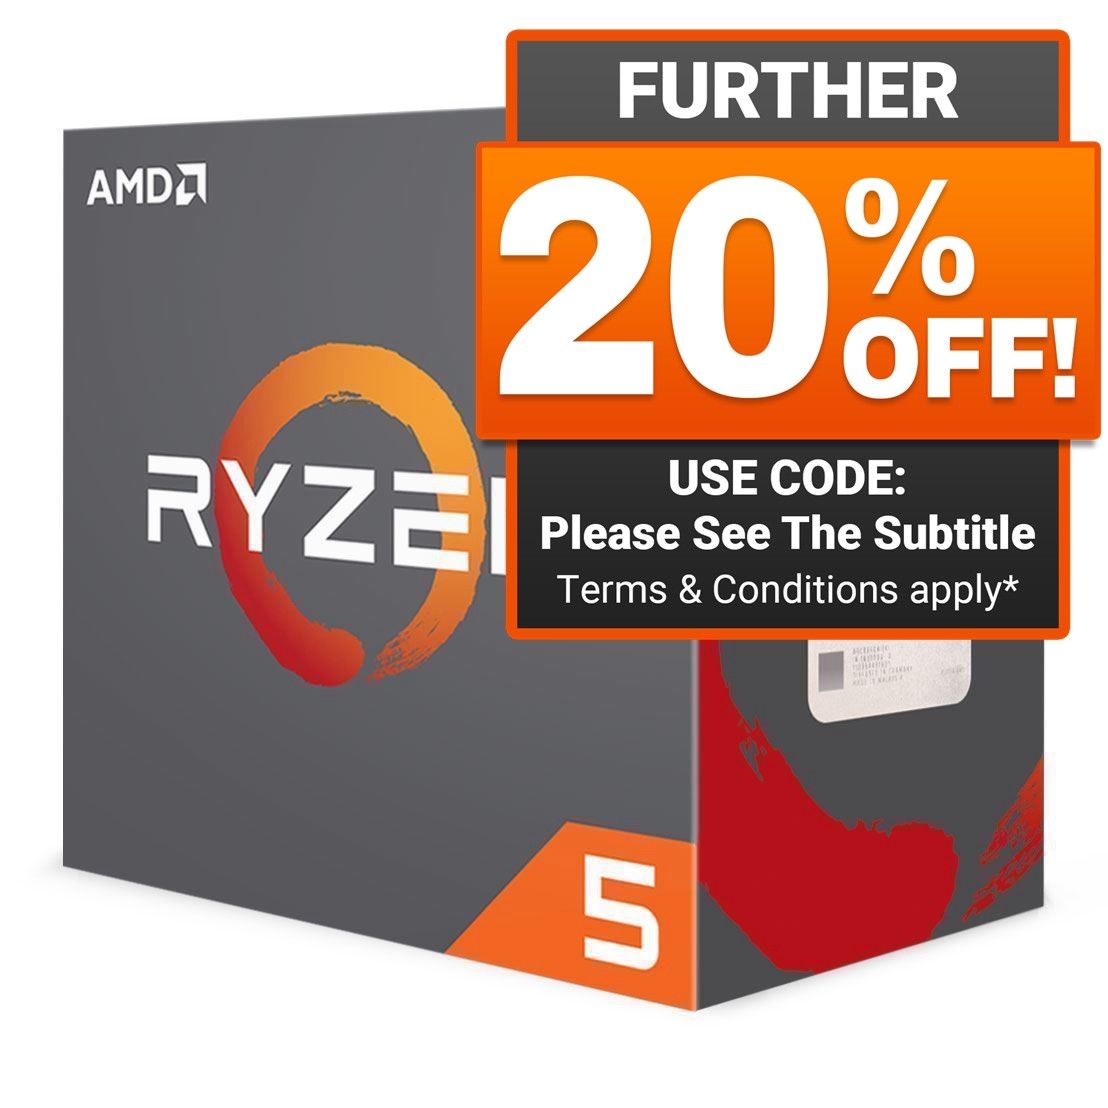 AMD
RYZE
5
FURTHER
20%
OFF!
USE CODE:
Please See The Subtitle
Terms & Conditions apply*